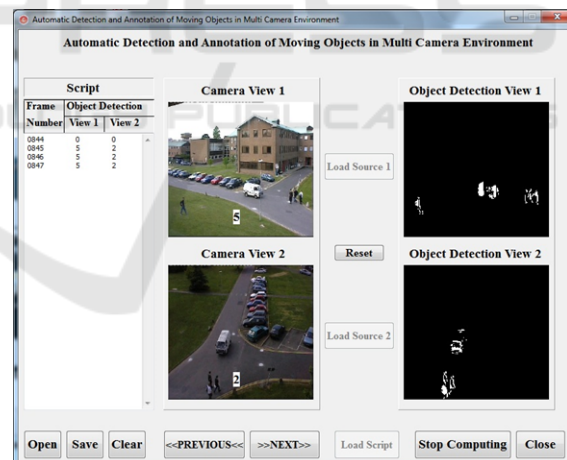 Automatic Detection and Annotation of Moving Objects in Multi Camera Environment
Automatic Detection and Annotation of Moving Objects in Multi Camera Environment
Script
Frame Number Object Detection
View 1 View 2
0844 0 0
0845 5 2
0846 5 2
0847 5 2
Camera View 1
5
Camera View 2
2
Load Source 1
Reset
Load Source 2
Object Detection View 1
Object Detection View 2
Open Save Clear <<PREVIOUS<< >>NEXT>> Load Script Stop Computing Close